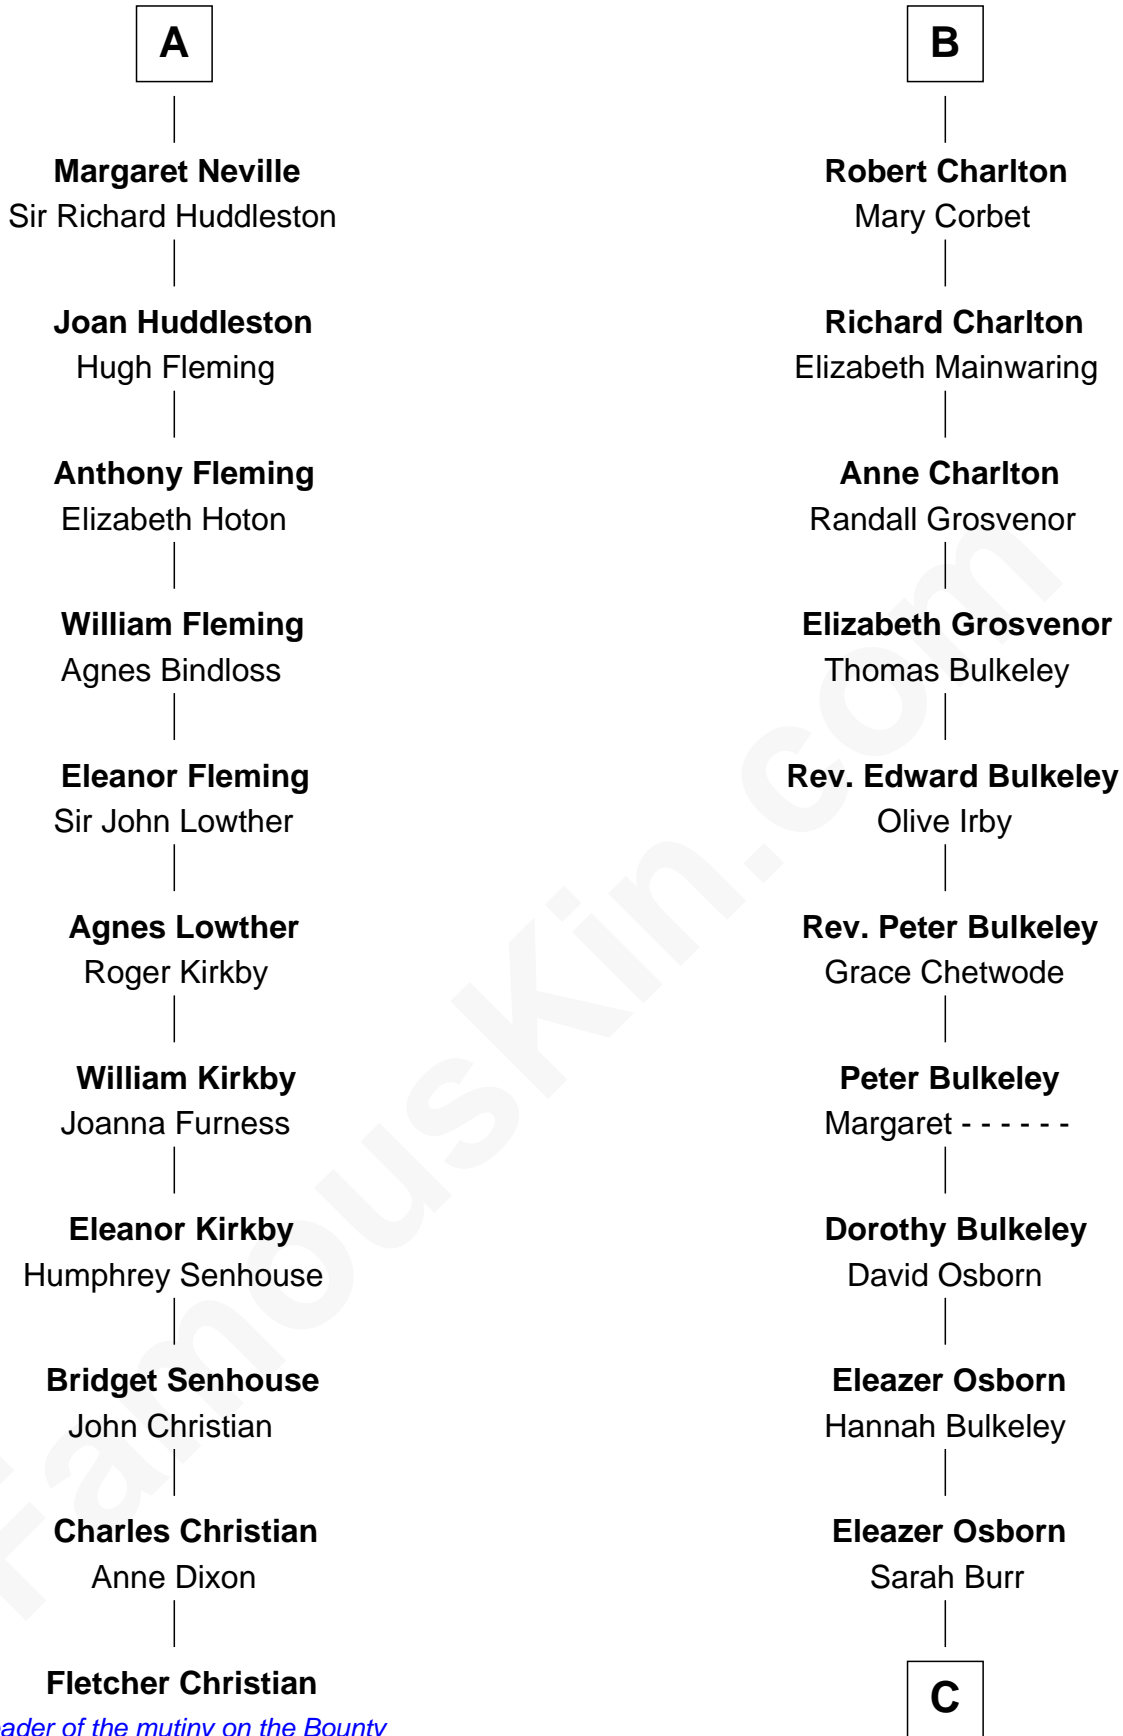 A
Margaret Neville
Sir Richard Huddleston
Joan Huddleston
Hugh Fleming
Anthony Fleming
Elizabeth Hoton
William Fleming
Agnes Bindloss
Eleanor Fleming
Sir John Lowther
Agnes Lowther
Roger Kirkby
William Kirkby
Joanna Furness
Eleanor Kirkby
Humphrey Senhouse
Bridget Senhouse
John Christian
Charles Christian
Anne Dixon
Fletcher Christian
of the mutiny on the Bounty
B
Robert Charlton
Mary Corbet
Richard Charlton
Elizabeth Mainwaring
Anne Charlton
Randall Grosvenor
Elizabeth Grosvenor
Thomas Bulkeley
Rev. Edward Bulkeley
Olive Irby
Rev. Peter Bulkeley
Grace Chetwode
Peter Bulkeley
Margaret - - - - - -
Dorothy Bulkeley
David Osborn
Eleazer Osborn
Hannah Bulkeley
Eleazer Osborn
Sarah Burr
C
FamousKin.com